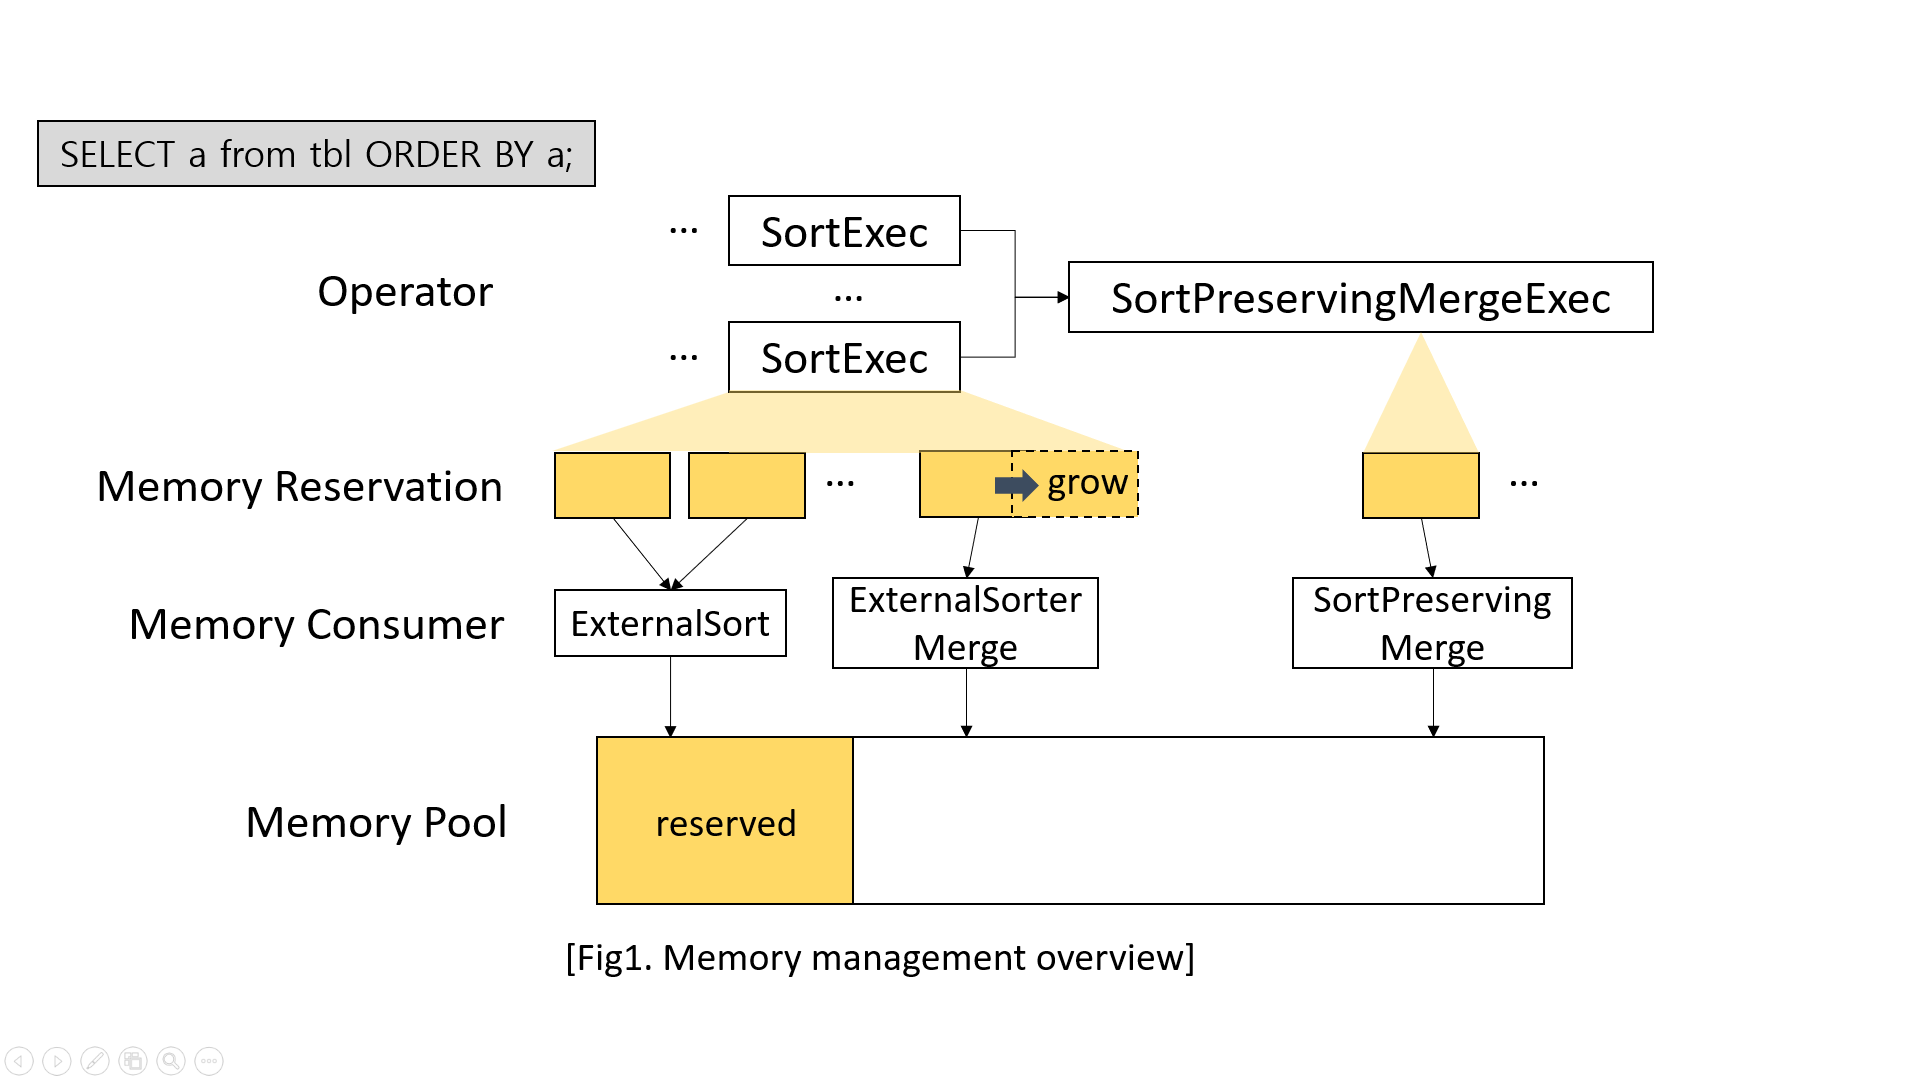 SELECT a from tbl ORDER BY a;
... SortExec
Operator
...
SortPreservingMergeExec
... SortExec
Memory Reservation
...
grow
...
Memory Consumer
ExternalSort
ExternalSorter
Merge
SortPreserving
Merge
Memory Pool
reserved
[Fig1. Memory management overview]